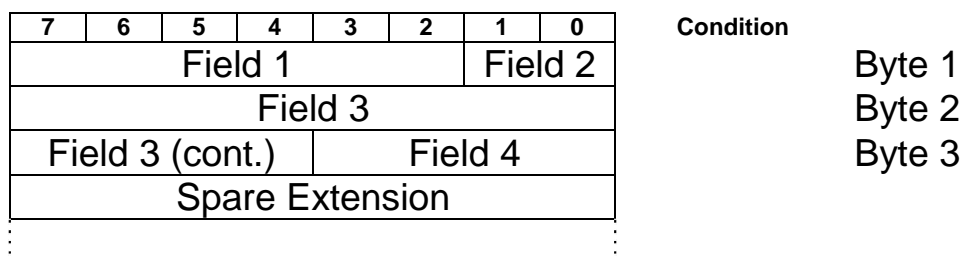 7 6 5 4 3 2 1 0 Condition
Field 1 Field 2 Byte 1
Field 3 Byte 2
Field 3 (cont.) Field 4 Byte 3
Spare Extension